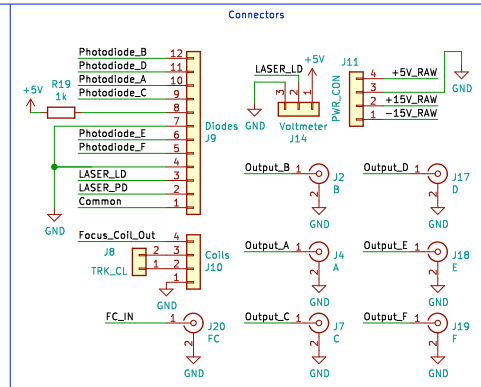 Connectors
Photodiode_B 12
Photodiode_D 11
Photodiode_A 10
Photodiode_C 9
+5V R19 1k 8
7
Photodiode_E 6
Photodiode_F 5
4
LASER_LD 3
LASER_PD 2
Common 1
Diodes
J9
GND
LASER_LD +5V
3 2 1
GND Voltmeter
J14
J11
PWR_CON
4 +5V_RAW
3
2 +15V_RAW
1 -15V_RAW
GND
Output_B 1 J2
2 B
GND
Output_D 1 J17
2 D
GND
Focus_Coil_Out 4
J8 2 3 Coils
TRK_CL 1 2 J10
1
GND
Output_A 1 J4
2 A
GND
Output_E 1 J18
2 E
GND
FC_IN 1 J20
2 FC
GND
Output_C 1 J7
2 C
GND
Output_F 1 J19
2 F
GND